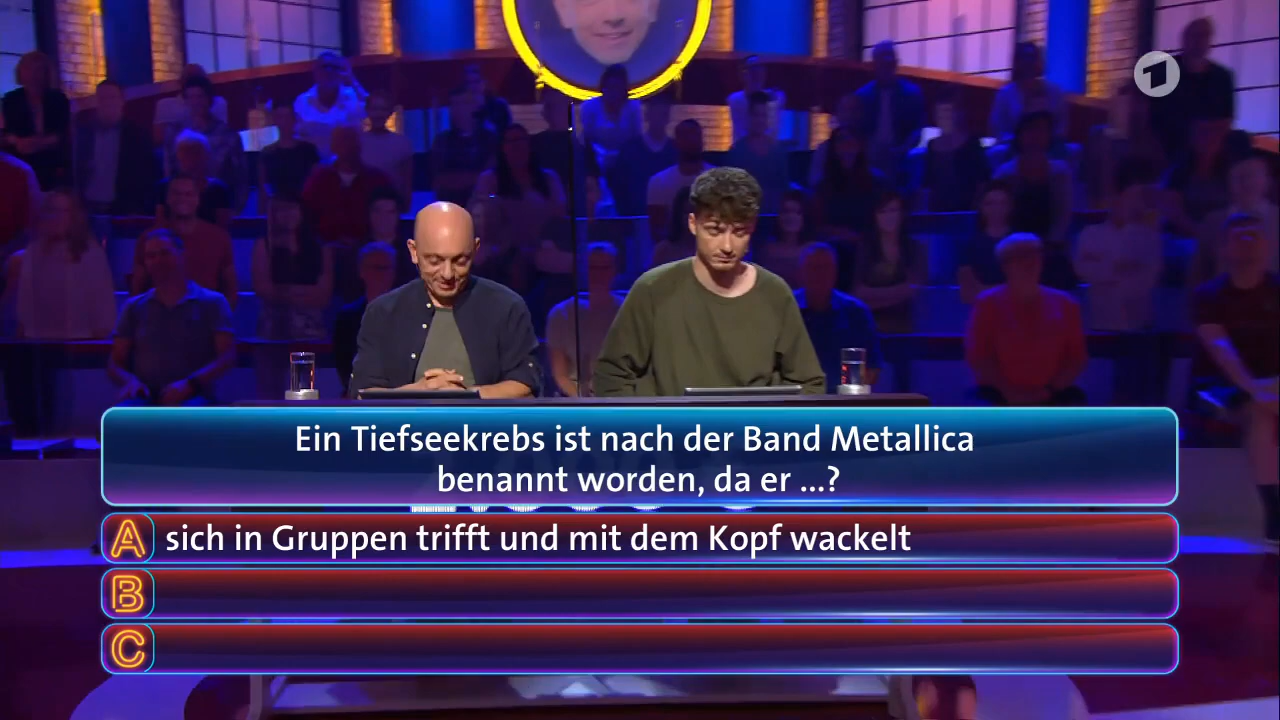 1
Ein Tiefseekrebs ist nach der Band Metallica
benannt worden, da er ...?
A sich in Gruppen trifft und mit dem Kopf wackelt
B
C